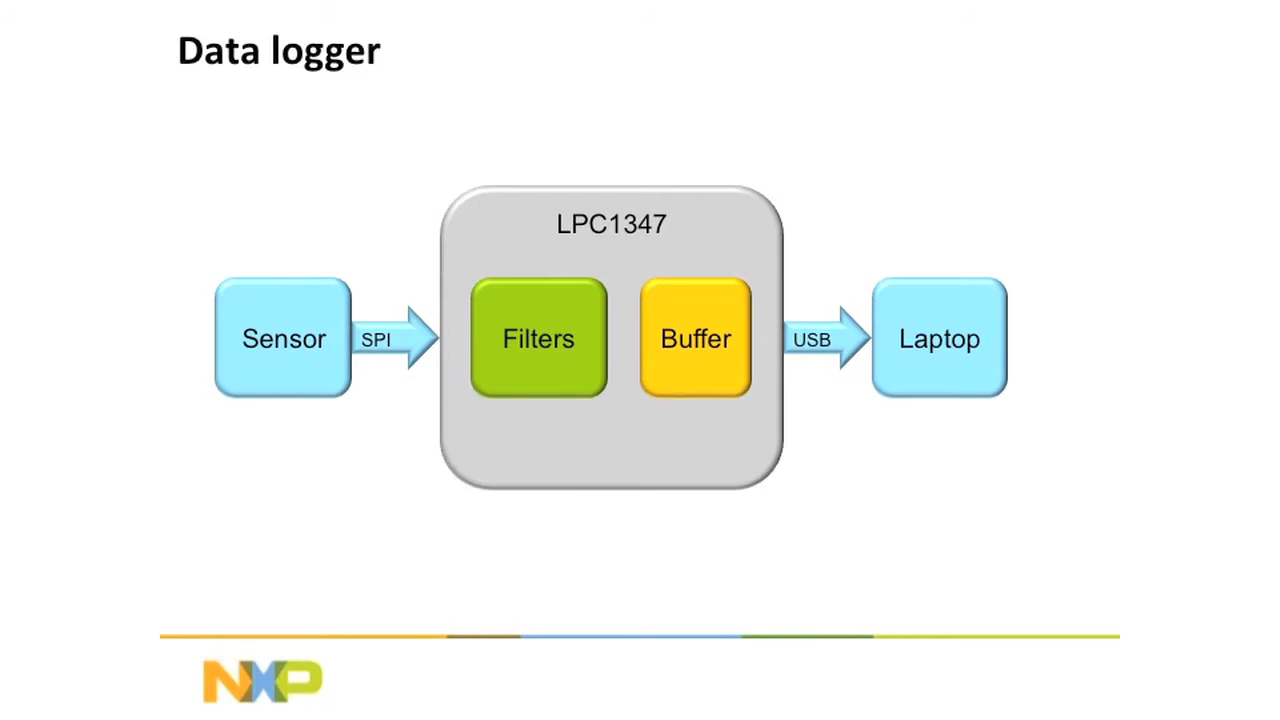 Data logger
LPC1347
Sensor
SPI
Filters
Buffer
USB
Laptop
NXP